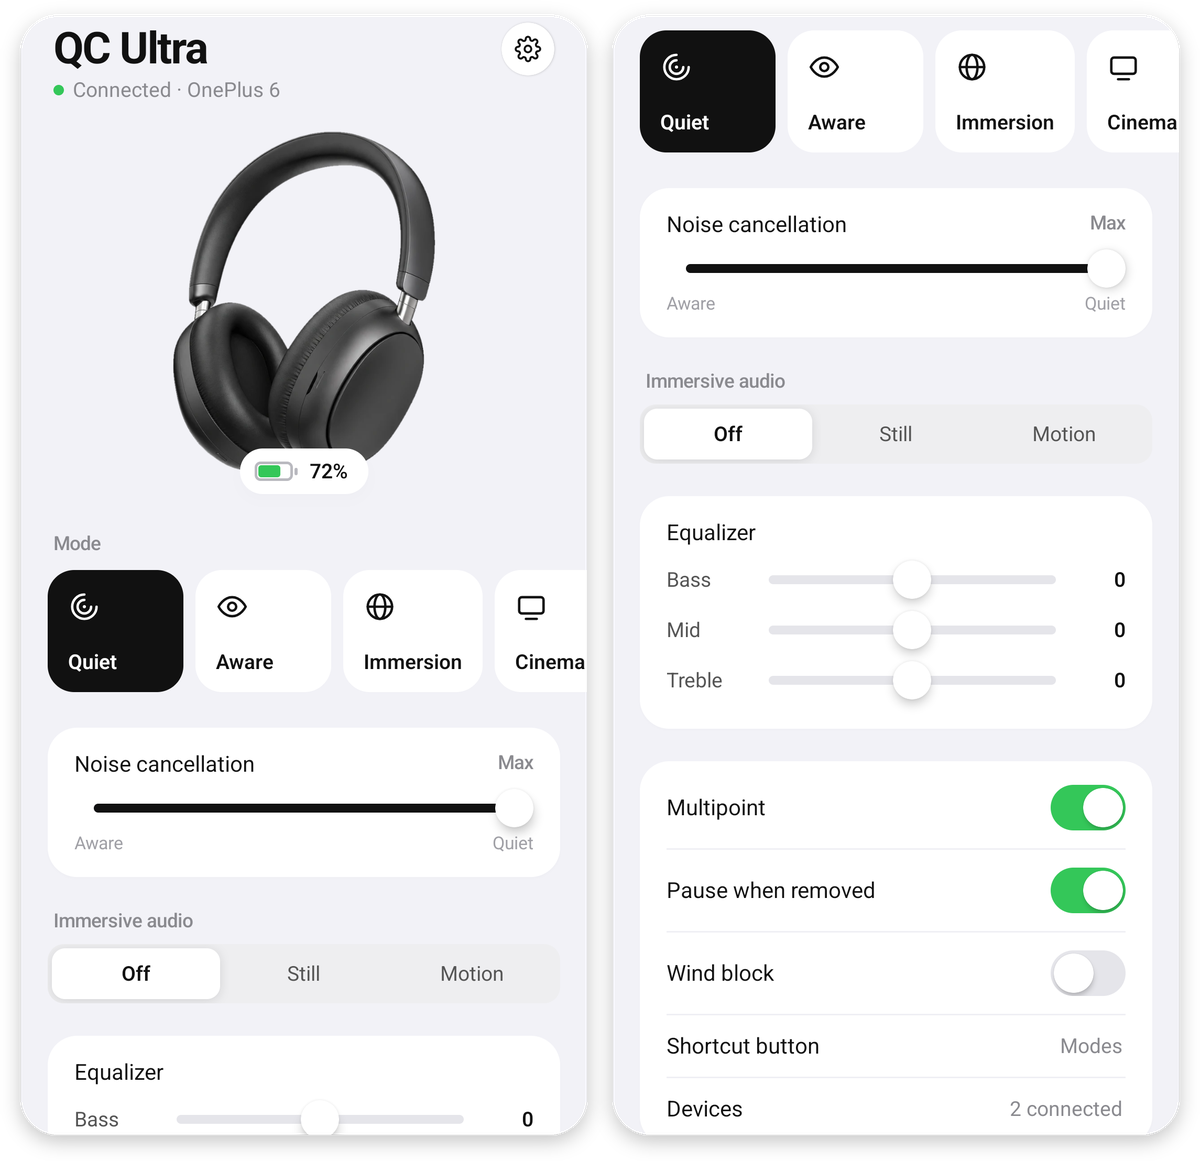 QC Ultra
Connected · OnePlus 6
72%
Mode
Quiet
Aware
Immersion
Cinema
Noise cancellation
Max
Aware
Quiet
Immersive audio
Off
Still
Motion
Equalizer
Bass
0
Quiet
Aware
Immersion
Cinema
Noise cancellation
Max
Aware
Quiet
Immersive audio
Off
Still
Motion
Equalizer
Bass
0
Mid
0
Treble
0
Multipoint
Pause when removed
Wind block
Shortcut button
Modes
Devices
2 connected